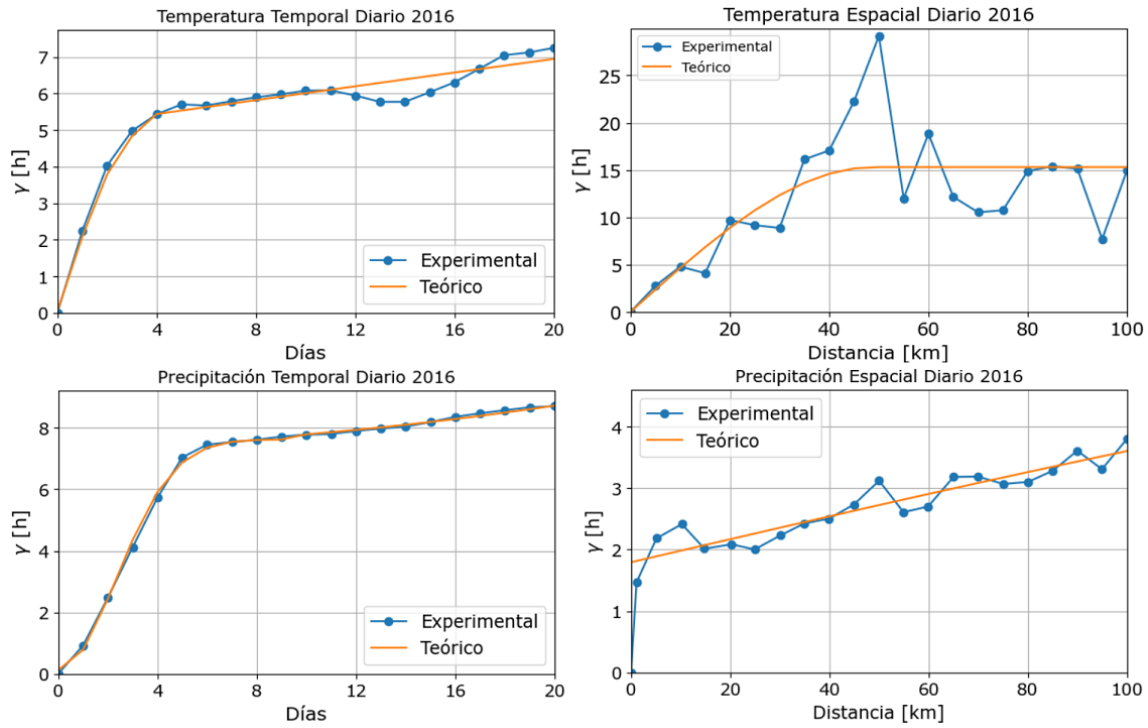 Temperatura Temporal Diario 2016
7
6
5
4
3
2
1
0
γ [h]
Experimental
Teórico
0 4 8 12 16 20
Días
Temperatura Espacial Diario 2016
Experimental
Teórico
25
20
15
10
5
0
γ [h]
0 20 40 60 80 100
Distancia [km]
Precipitación Temporal Diario 2016
8
6
4
2
0
γ [h]
Experimental
Teórico
0 4 8 12 16 20
Días
Precipitación Espacial Diario 2016
Experimental
Teórico
4
3
2
1
0
γ [h]
0 20 40 60 80 100
Distancia [km]